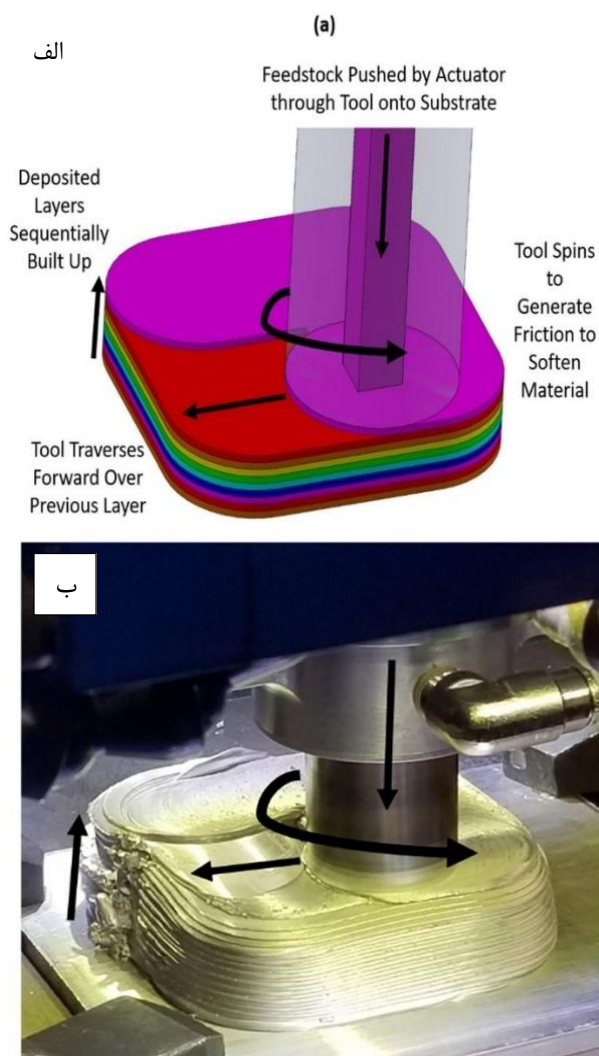 (a)
الف
Feedstock Pushed by Actuator
through Tool onto Substrate
Deposited
Layers
Sequentially
Built Up
Tool Spins
to
Generate
Friction to
Soften
Material
Tool Traverses
Forward Over
Previous Layer
ب